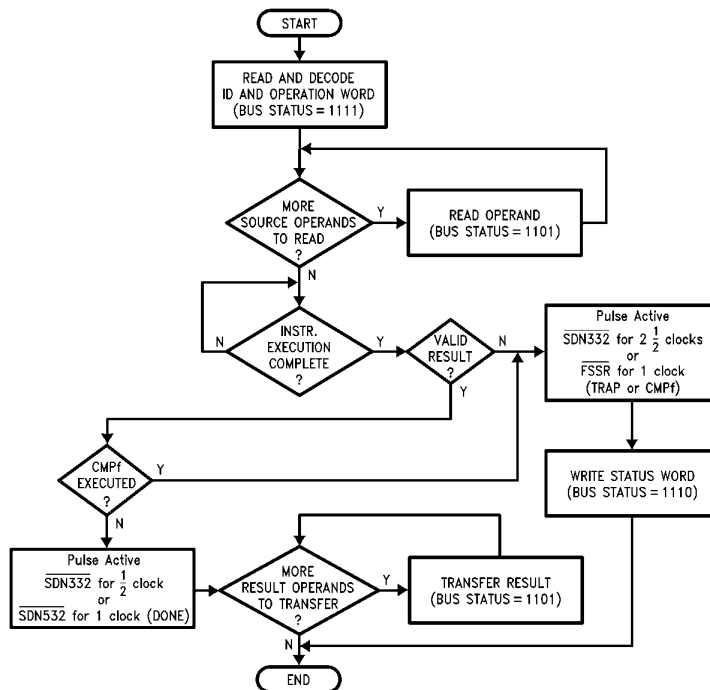 START
READ AND DECODE
ID AND OPERATION WORD
(BUS STATUS = 1111)
MORE
SOURCE OPERANDS
TO READ
?
Y
N
READ OPERAND
(BUS STATUS = 1101)
INSTR.
EXECUTION
COMPLETE
?
N
Y
VALID
RESULT
?
N
Y
Pulse Active
SDN332 for 2 1/2 clocks
or
FSSR for 1 clock
(TRAP or CMPf)
CMPf
EXECUTED
?
Y
N
WRITE STATUS WORD
(BUS STATUS = 1110)
Pulse Active
SDN332 for 1/2 clock
or
SDN532 for 1 clock (DONE)
MORE
RESULT OPERANDS
TO TRANSFER
?
Y
N
TRANSFER RESULT
(BUS STATUS = 1101)
END